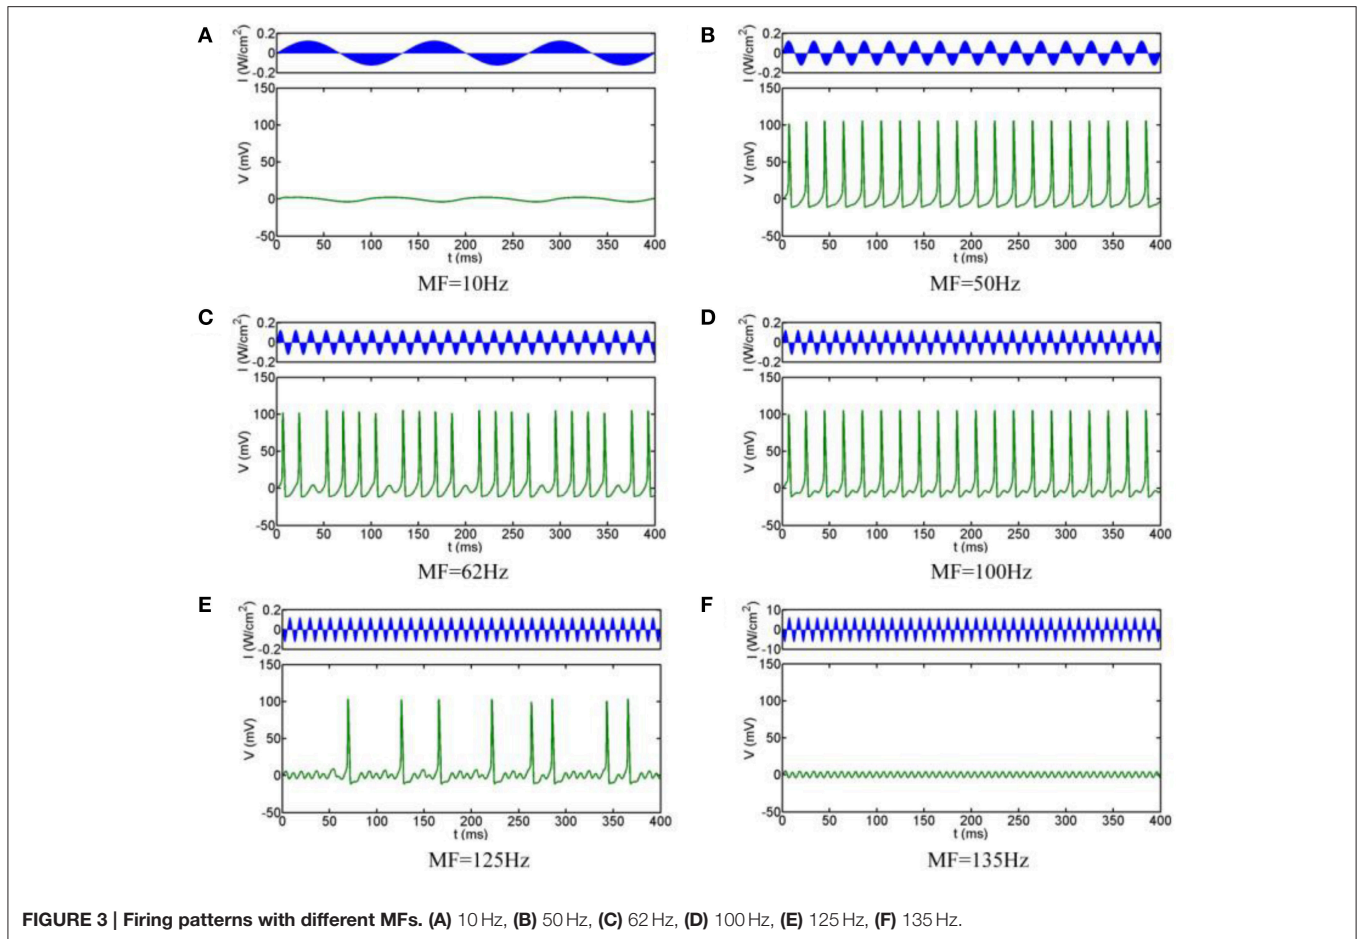 A
I (W/cm²)
0.2
0
-0.2
V (mV)
150
100
50
0
-50
0 50 100 150 200 250 300 350 400
t (ms)
MF=10Hz
B
I (W/cm²)
0.2
0
-0.2
V (mV)
150
100
50
0
-50
0 50 100 150 200 250 300 350 400
t (ms)
MF=50Hz
C
I (W/cm²)
0.2
0
-0.2
V (mV)
150
100
50
0
-50
0 50 100 150 200 250 300 350 400
t (ms)
MF=62Hz
D
I (W/cm²)
0.2
0
-0.2
V (mV)
150
100
50
0
-50
0 50 100 150 200 250 300 350 400
t (ms)
MF=100Hz
E
I (W/cm²)
0.2
0
-0.2
V (mV)
150
100
50
0
-50
0 50 100 150 200 250 300 350 400
t (ms)
MF=125Hz
F
I (W/cm²)
10
0
-10
V (mV)
150
100
50
0
-50
0 50 100 150 200 250 300 350 400
t (ms)
MF=135Hz
FIGURE 3 | Firing patterns with different MFs. (A) 10 Hz, (B) 50 Hz, (C) 62 Hz, (D) 100 Hz, (E) 125 Hz, (F) 135 Hz.